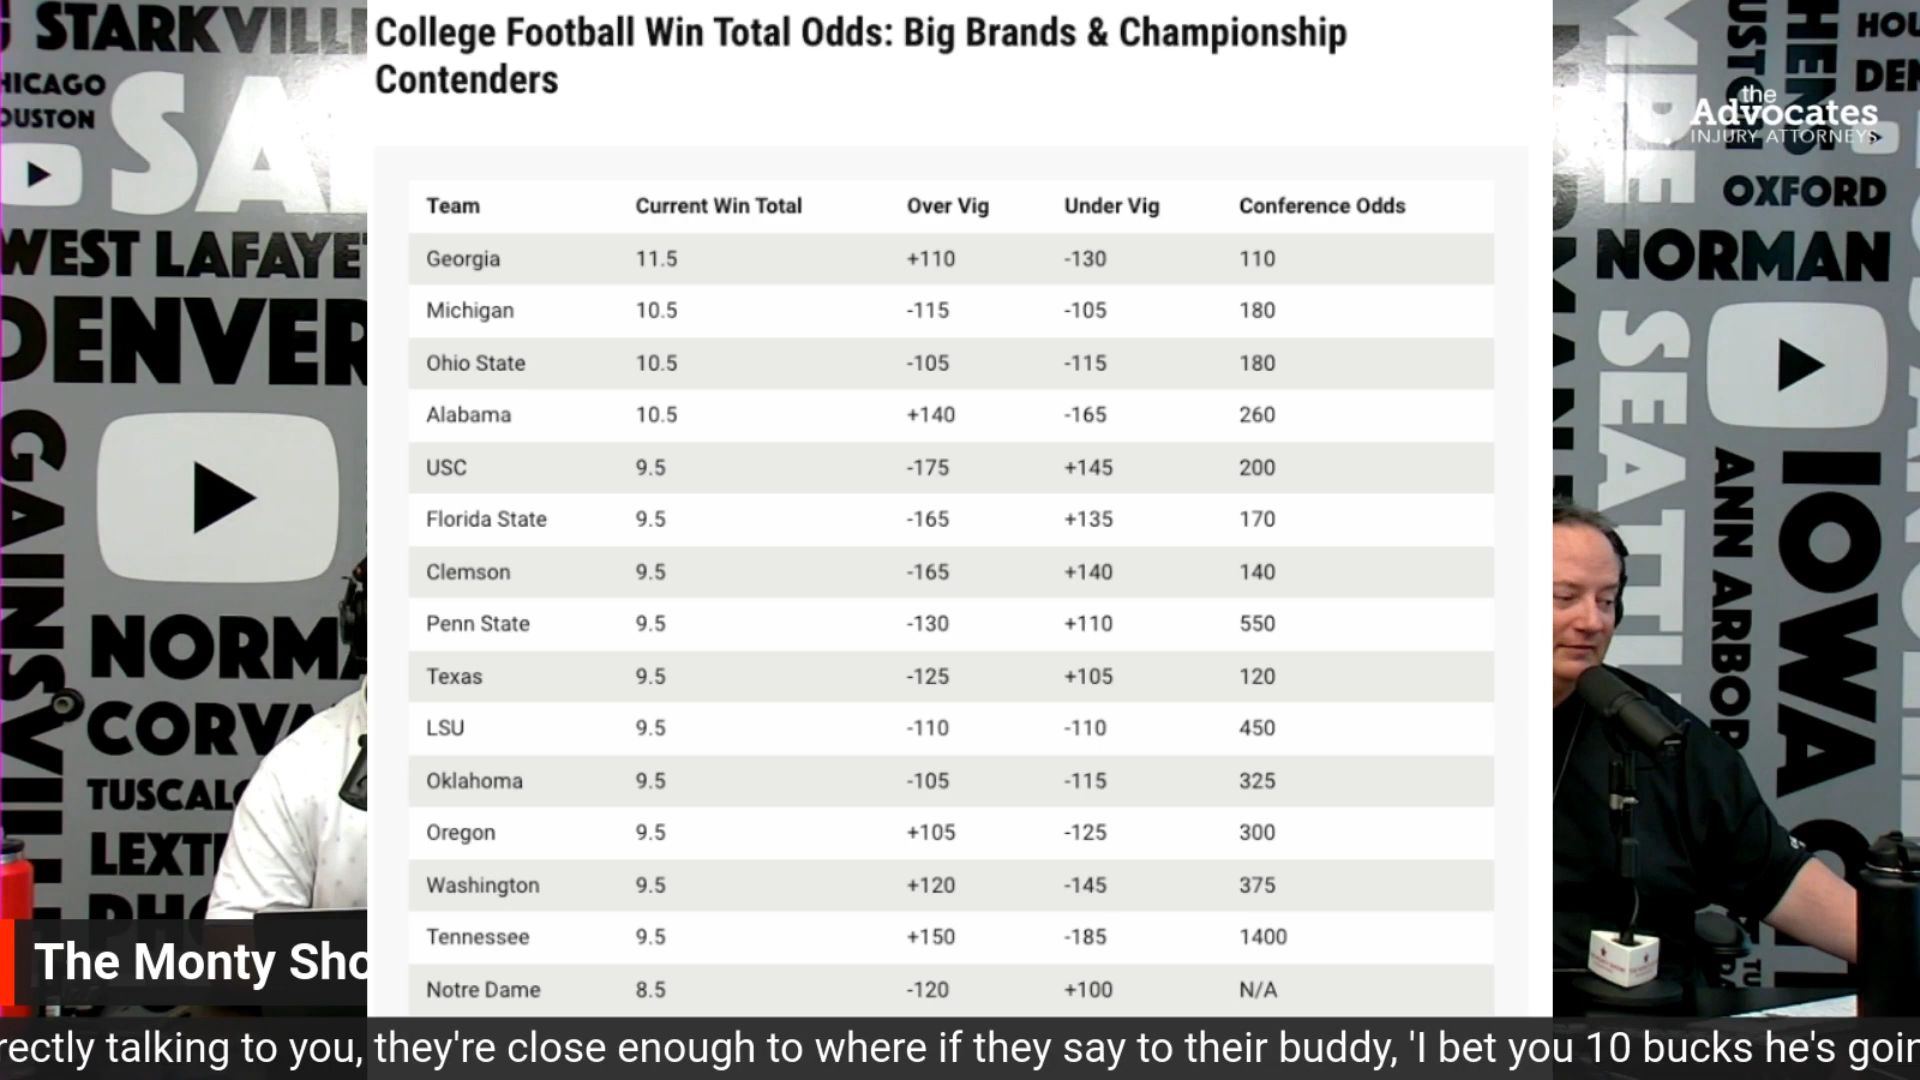 College Football Win Total Odds: Big Brands & Championship
Contenders
Team Current Win Total Over Vig Under Vig Conference Odds
Georgia 11.5 +110 -130 110
Michigan 10.5 -115 -105 180
Ohio State 10.5 -105 -115 180
Alabama 10.5 +140 -165 260
USC 9.5 -175 +145 200
Florida State 9.5 -165 +135 170
Clemson 9.5 -165 +140 140
Penn State 9.5 -130 +110 550
Texas 9.5 -125 +105 120
LSU 9.5 -110 -110 450
Oklahoma 9.5 -105 -115 325
Oregon 9.5 +105 -125 300
Washington 9.5 +120 -145 375
Tennessee 9.5 +150 -185 1400
Notre Dame 8.5 -120 +100 N/A
STARKVILL
HICAGO
OUSTON
SA
WEST LAFAYE
DENVER
GAINSVILLE
NORMA
CORVA
TUSCALO
LEXT
PHO
the
Advocates
INJURY ATTORNEYS
HOU
DEN
OXFORD
NORMAN
SEATTL
ANN ARBOR
IOWA
The Monty Sho
rectly talking to you, they're close enough to where if they say to their buddy, 'I bet you 10 bucks he's goin